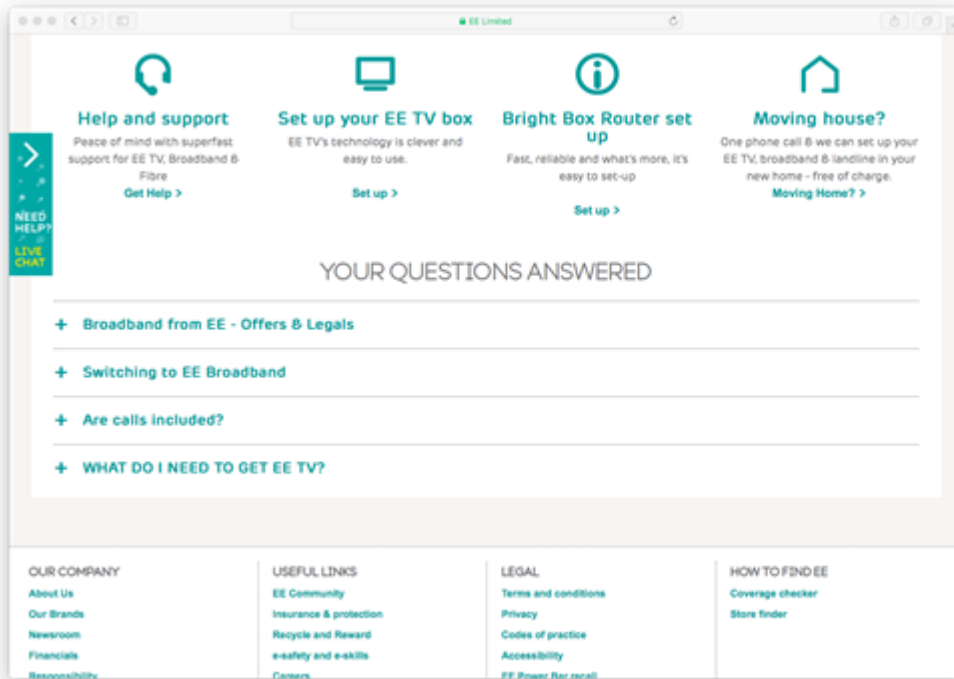 EE Limited
Help and support
Peace of mind with superfast
support for EE TV, Broadband &
Fibre
Get Help >
Set up your EE TV box
EE TV's technology is clever and
easy to use.
Set up >
Bright Box Router set
up
Fast, reliable and what's more, it's
easy to set-up
Set up >
Moving house?
One phone call & we can set up your
EE TV, broadband & landline in your
new home - free of charge.
Moving Home? >
NEED
HELP?
LIVE
CHAT
YOUR QUESTIONS ANSWERED
+ Broadband from EE - Offers & Legals
+ Switching to EE Broadband
+ Are calls included?
+ WHAT DO I NEED TO GET EE TV?
OUR COMPANY
About Us
Our Brands
Newsroom
Financials
Responsibility
USEFUL LINKS
EE Community
Insurance & protection
Recycle and Reward
e-safety and e-skills
Careers
LEGAL
Terms and conditions
Privacy
Codes of practice
Accessibility
EE Power Bar recall
HOW TO FIND EE
Coverage checker
Store finder